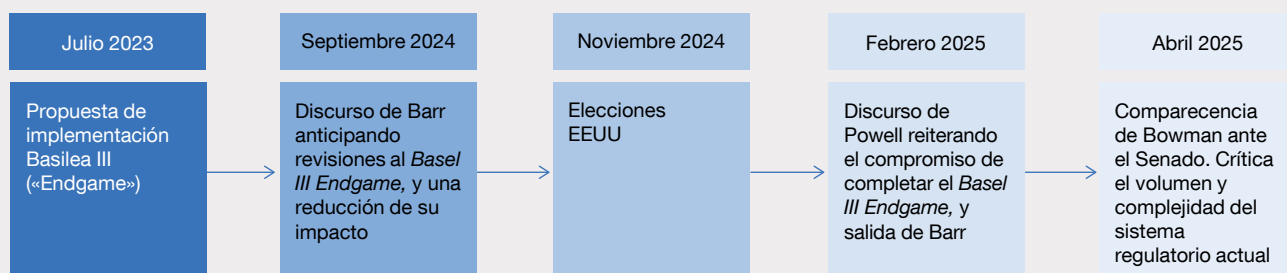 Julio 2023
Propuesta de
implementación
Basilea III
(«Endgame»)
Septiembre 2024
Discurso de Barr
anticipando
revisiones al Basel
III Endgame, y una
reducción de su
impacto
Noviembre 2024
Elecciones
EEUU
Febrero 2025
Discurso de
Powell reiterando
el compromiso de
completar el Basel
III Endgame, y
salida de Barr
Abril 2025
Comparecencia
de Bowman ante
el Senado. Crítica
el volumen y
complejidad del
sistema
regulatorio actual